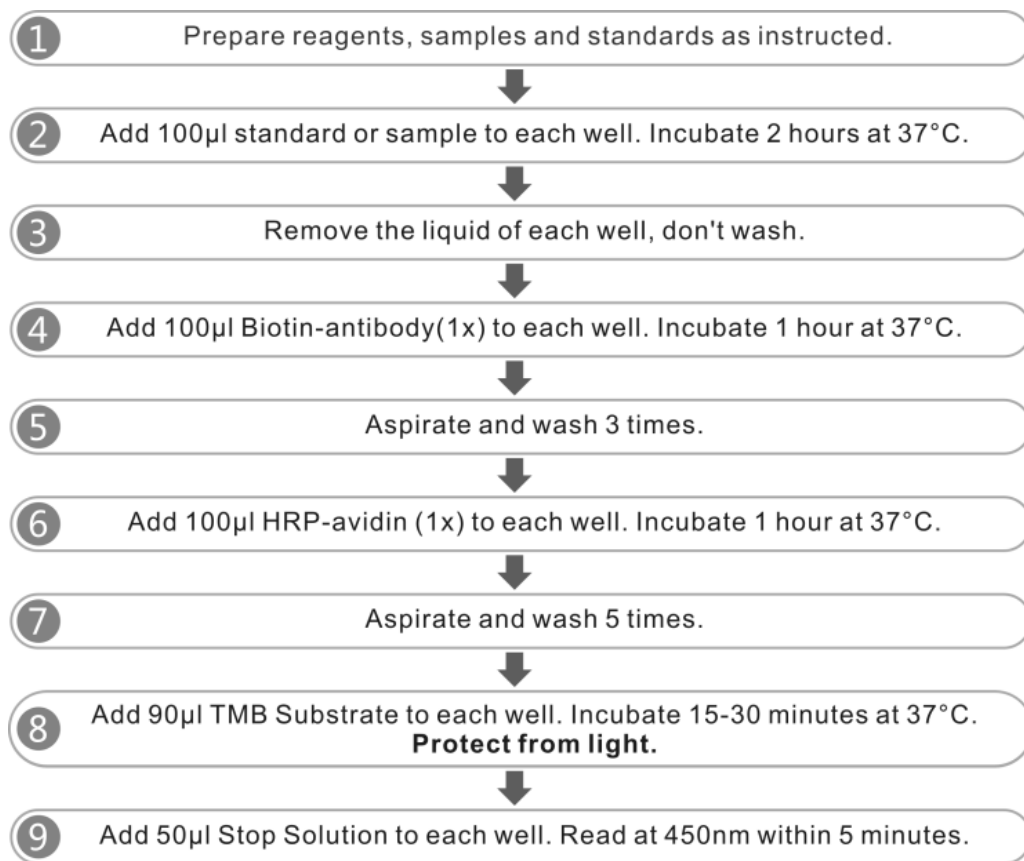 1 Prepare reagents, samples and standards as instructed.
2 Add 100μl standard or sample to each well. Incubate 2 hours at 37°C.
3 Remove the liquid of each well, don't wash.
4 Add 100μl Biotin-antibody(1x) to each well. Incubate 1 hour at 37°C.
5 Aspirate and wash 3 times.
6 Add 100μl HRP-avidin (1x) to each well. Incubate 1 hour at 37°C.
7 Aspirate and wash 5 times.
8 Add 90μl TMB Substrate to each well. Incubate 15-30 minutes at 37°C.
Protect from light.
9 Add 50μl Stop Solution to each well. Read at 450nm within 5 minutes.